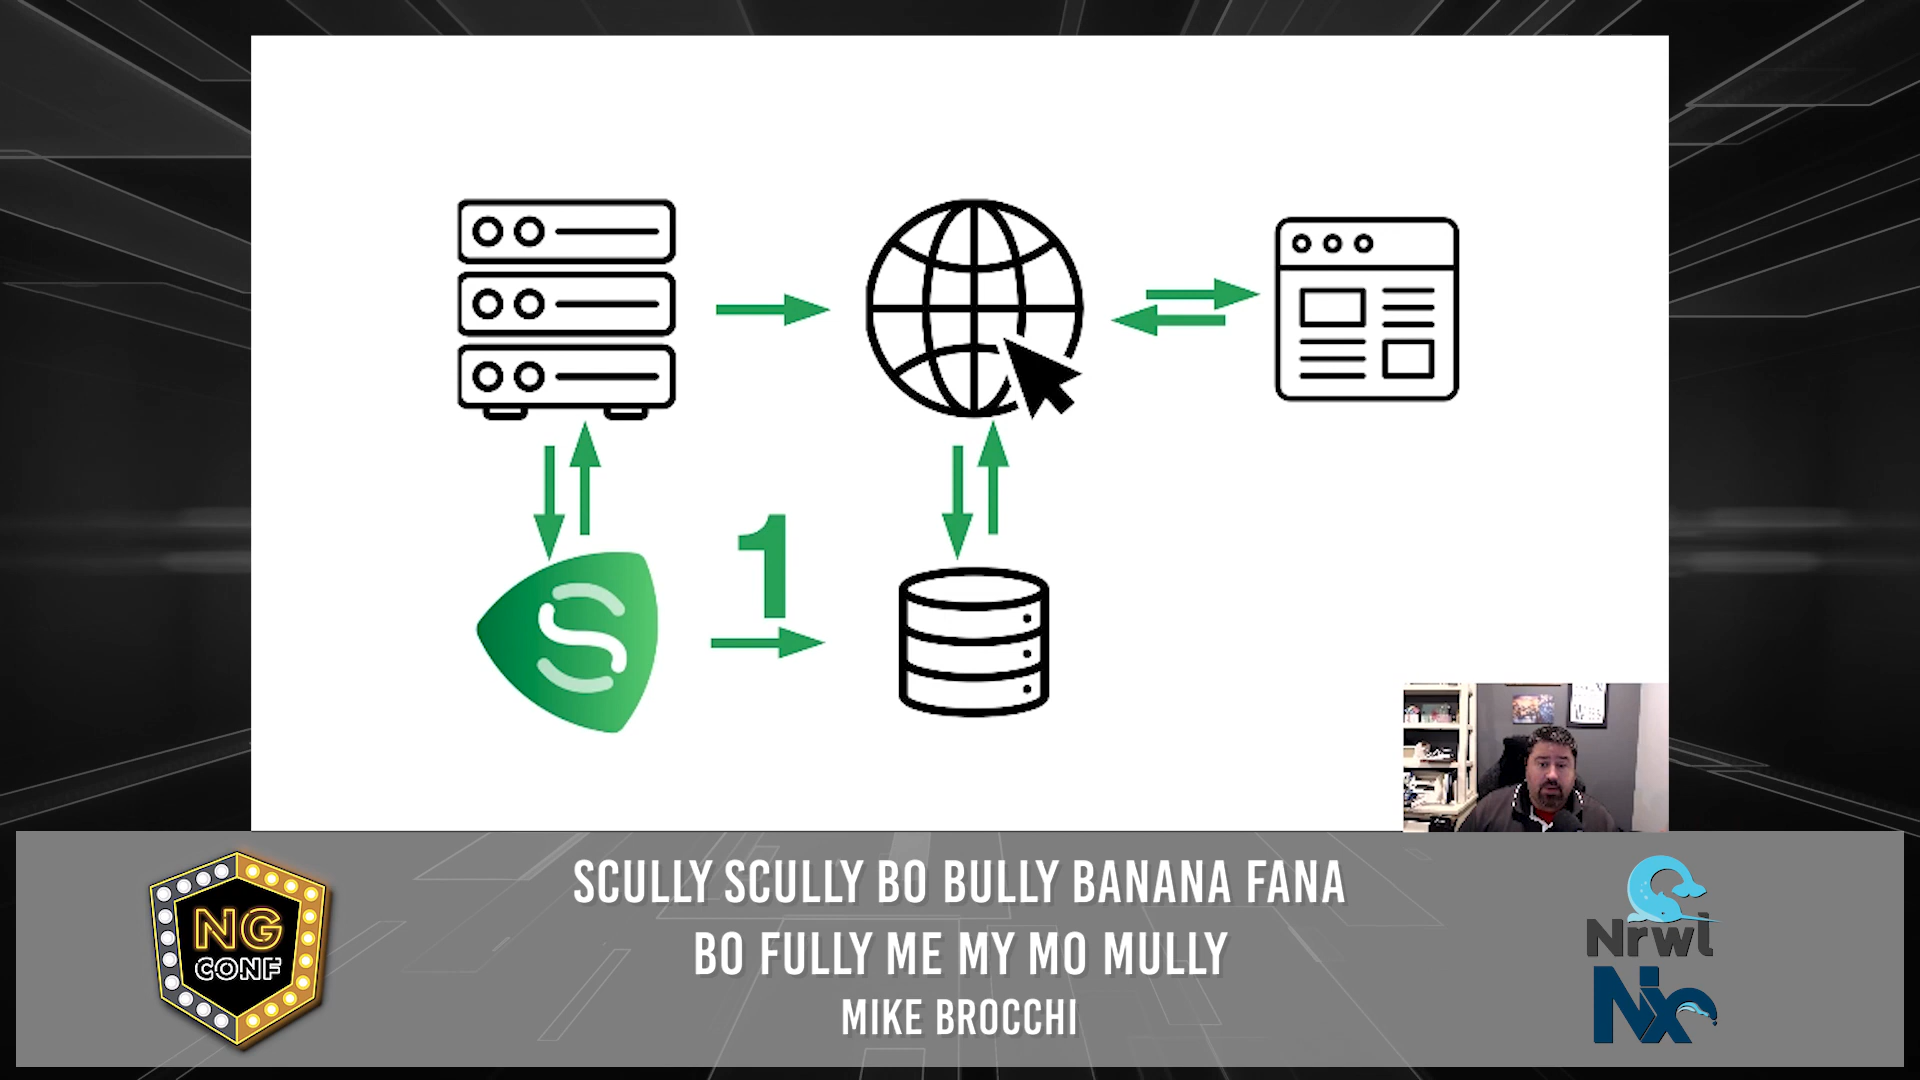 1
S
SCULLY SCULLY BO BULLY BANANA FANA
BO FULLY ME MY MO MULLY
MIKE BROCCHI
NG
CONF
Nrwl
Nx